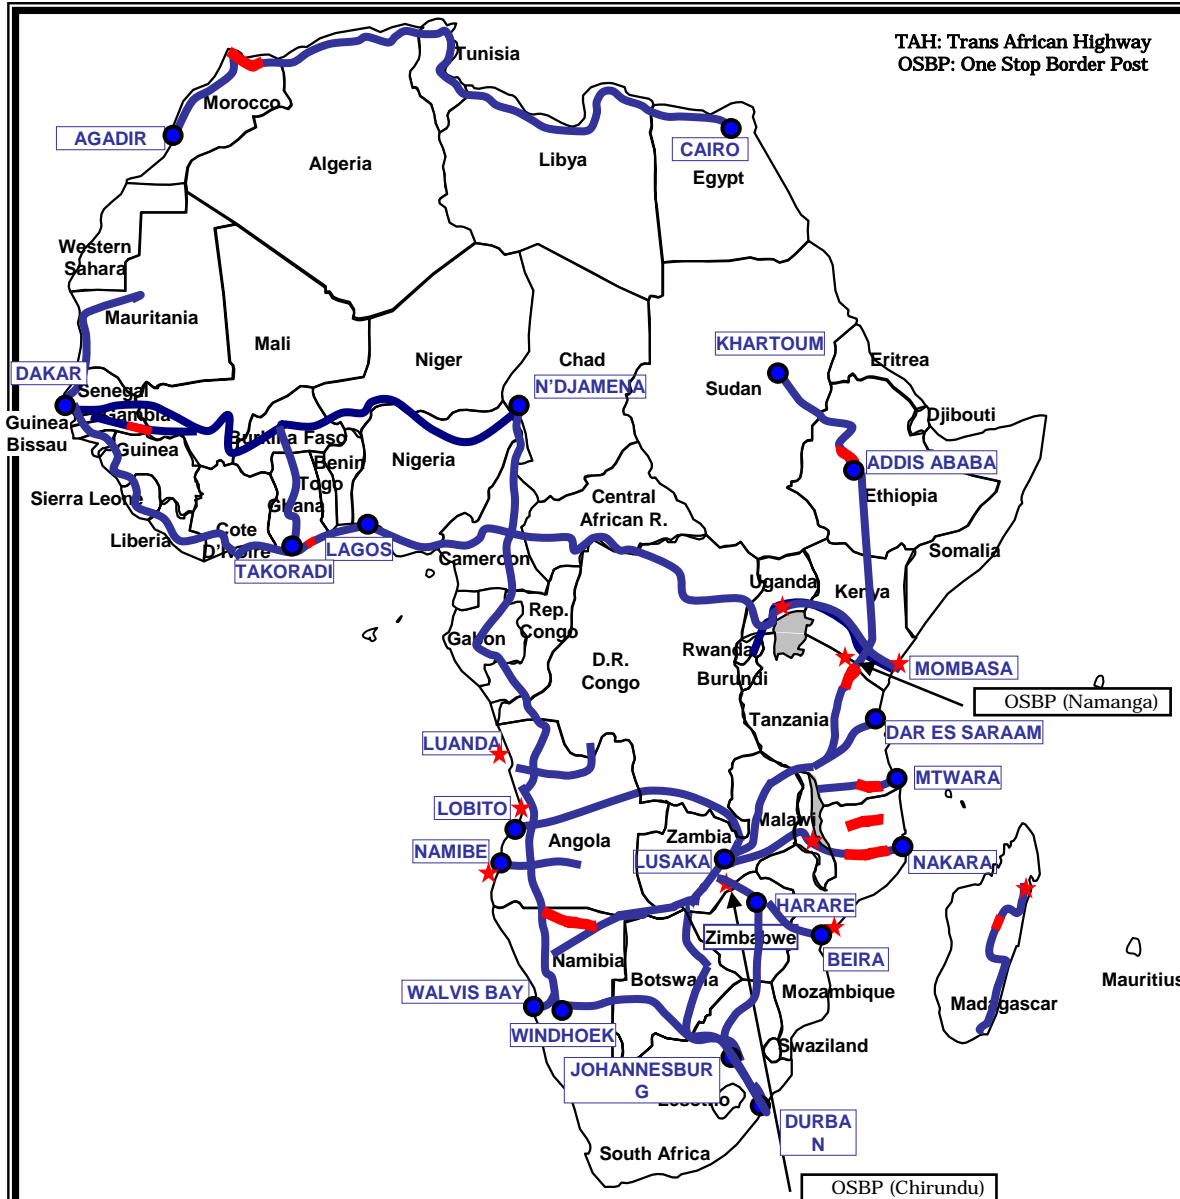 TAH: Trans African Highway
OSBP: One Stop Border Post
Tunisia
Morocco
AGADIR
CAIRO
Algeria
Libya
Egypt
Western
Sahara
Mauritania
Mali
Niger
Chad
KHARTOUM
Eritrea
DAKAR
N'DJAMENA
Sudan
Senegal
Gambia
Djibouti
Guinea
Bissau
Burkina Faso
Guinea
Benin
Nigeria
ADDIS ABABA
Togo
Ethiopia
Sierra Leone
Ghana
Central
African R.
Cote
D'Ivoire
Liberia
LAGOS
Somalia
TAKORADI
Cameroon
Uganda
Kenya
Rep.
Congo
Gabon
Rwanda
D.R.
Congo
Burundi
MOMBASA
OSBP (Namanga)
Tanzania
DAR ES SARAAM
LUANDA
MTWARA
LOBITO
Malawi
Angola
Zambia
NAMIBE
LUSAKA
NAKARA
HARARE
Zimbabwe
BEIRA
Namibia
Botswana
Mauritius
WALVIS BAY
Mozambique
Madagascar
WINDHOEK
Swaziland
JOHANNESBUR
G
Lesotho
DURBA
N
South Africa
OSBP (Chirundu)